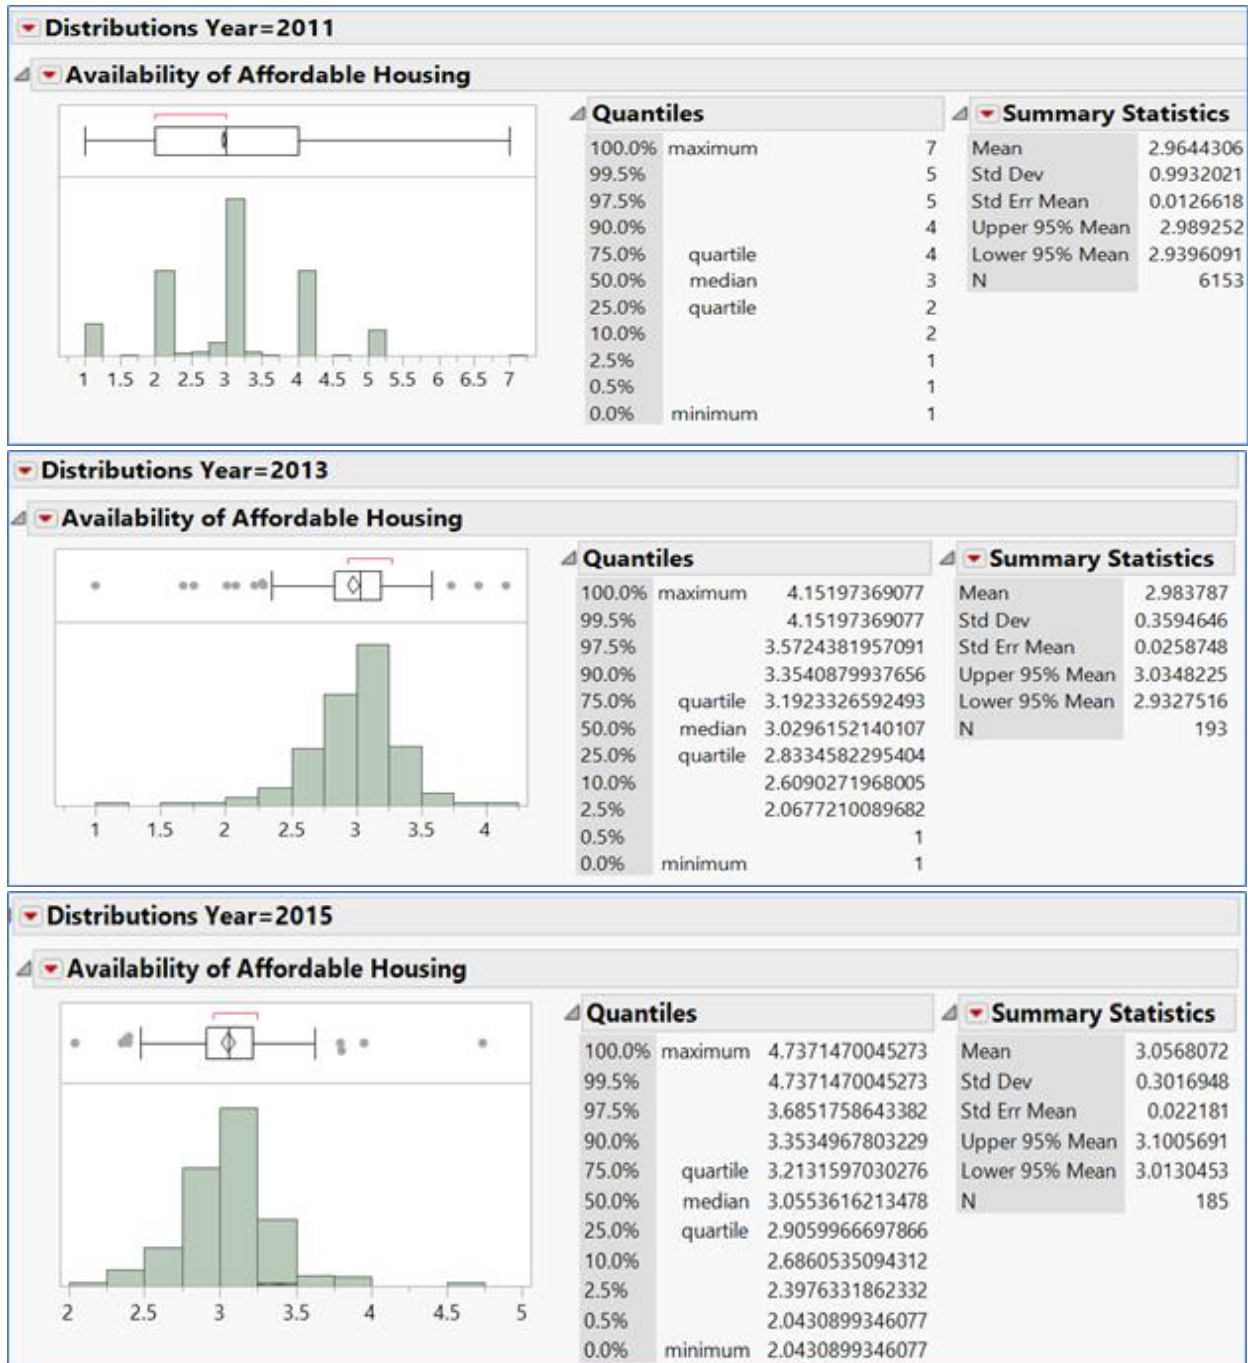 Distributions Year=2011
Availability of Affordable Housing
Quantiles
100.0% maximum 7
99.5% 5
97.5% 5
90.0% 4
75.0% quartile 4
50.0% median 3
25.0% quartile 2
10.0% 2
2.5% 1
0.5% 1
0.0% minimum 1
Summary Statistics
Mean 2.9644306
Std Dev 0.9932021
Std Err Mean 0.0126618
Upper 95% Mean 2.989252
Lower 95% Mean 2.9396091
N 6153
1 1.5 2 2.5 3 3.5 4 4.5 5 5.5 6 6.5 7
Distributions Year=2013
Availability of Affordable Housing
Quantiles
100.0% maximum 4.15197369077
99.5% 4.15197369077
97.5% 3.5724381957091
90.0% 3.3540879937656
75.0% quartile 3.1923326592493
50.0% median 3.0296152140107
25.0% quartile 2.8334582295404
10.0% 2.6090271968005
2.5% 2.0677210089682
0.5% 1
0.0% minimum 1
Summary Statistics
Mean 2.983787
Std Dev 0.3594646
Std Err Mean 0.0258748
Upper 95% Mean 3.0348225
Lower 95% Mean 2.9327516
N 193
1 1.5 2 2.5 3 3.5 4
Distributions Year=2015
Availability of Affordable Housing
Quantiles
100.0% maximum 4.7371470045273
99.5% 4.7371470045273
97.5% 3.6851758643382
90.0% 3.3534967803229
75.0% quartile 3.2131597030276
50.0% median 3.0553616213478
25.0% quartile 2.9059966697866
10.0% 2.6860535094312
2.5% 2.3976331862332
0.5% 2.0430899346077
0.0% minimum 2.0430899346077
Summary Statistics
Mean 3.0568072
Std Dev 0.3016948
Std Err Mean 0.022181
Upper 95% Mean 3.1005691
Lower 95% Mean 3.0130453
N 185
2 2.5 3 3.5 4 4.5 5